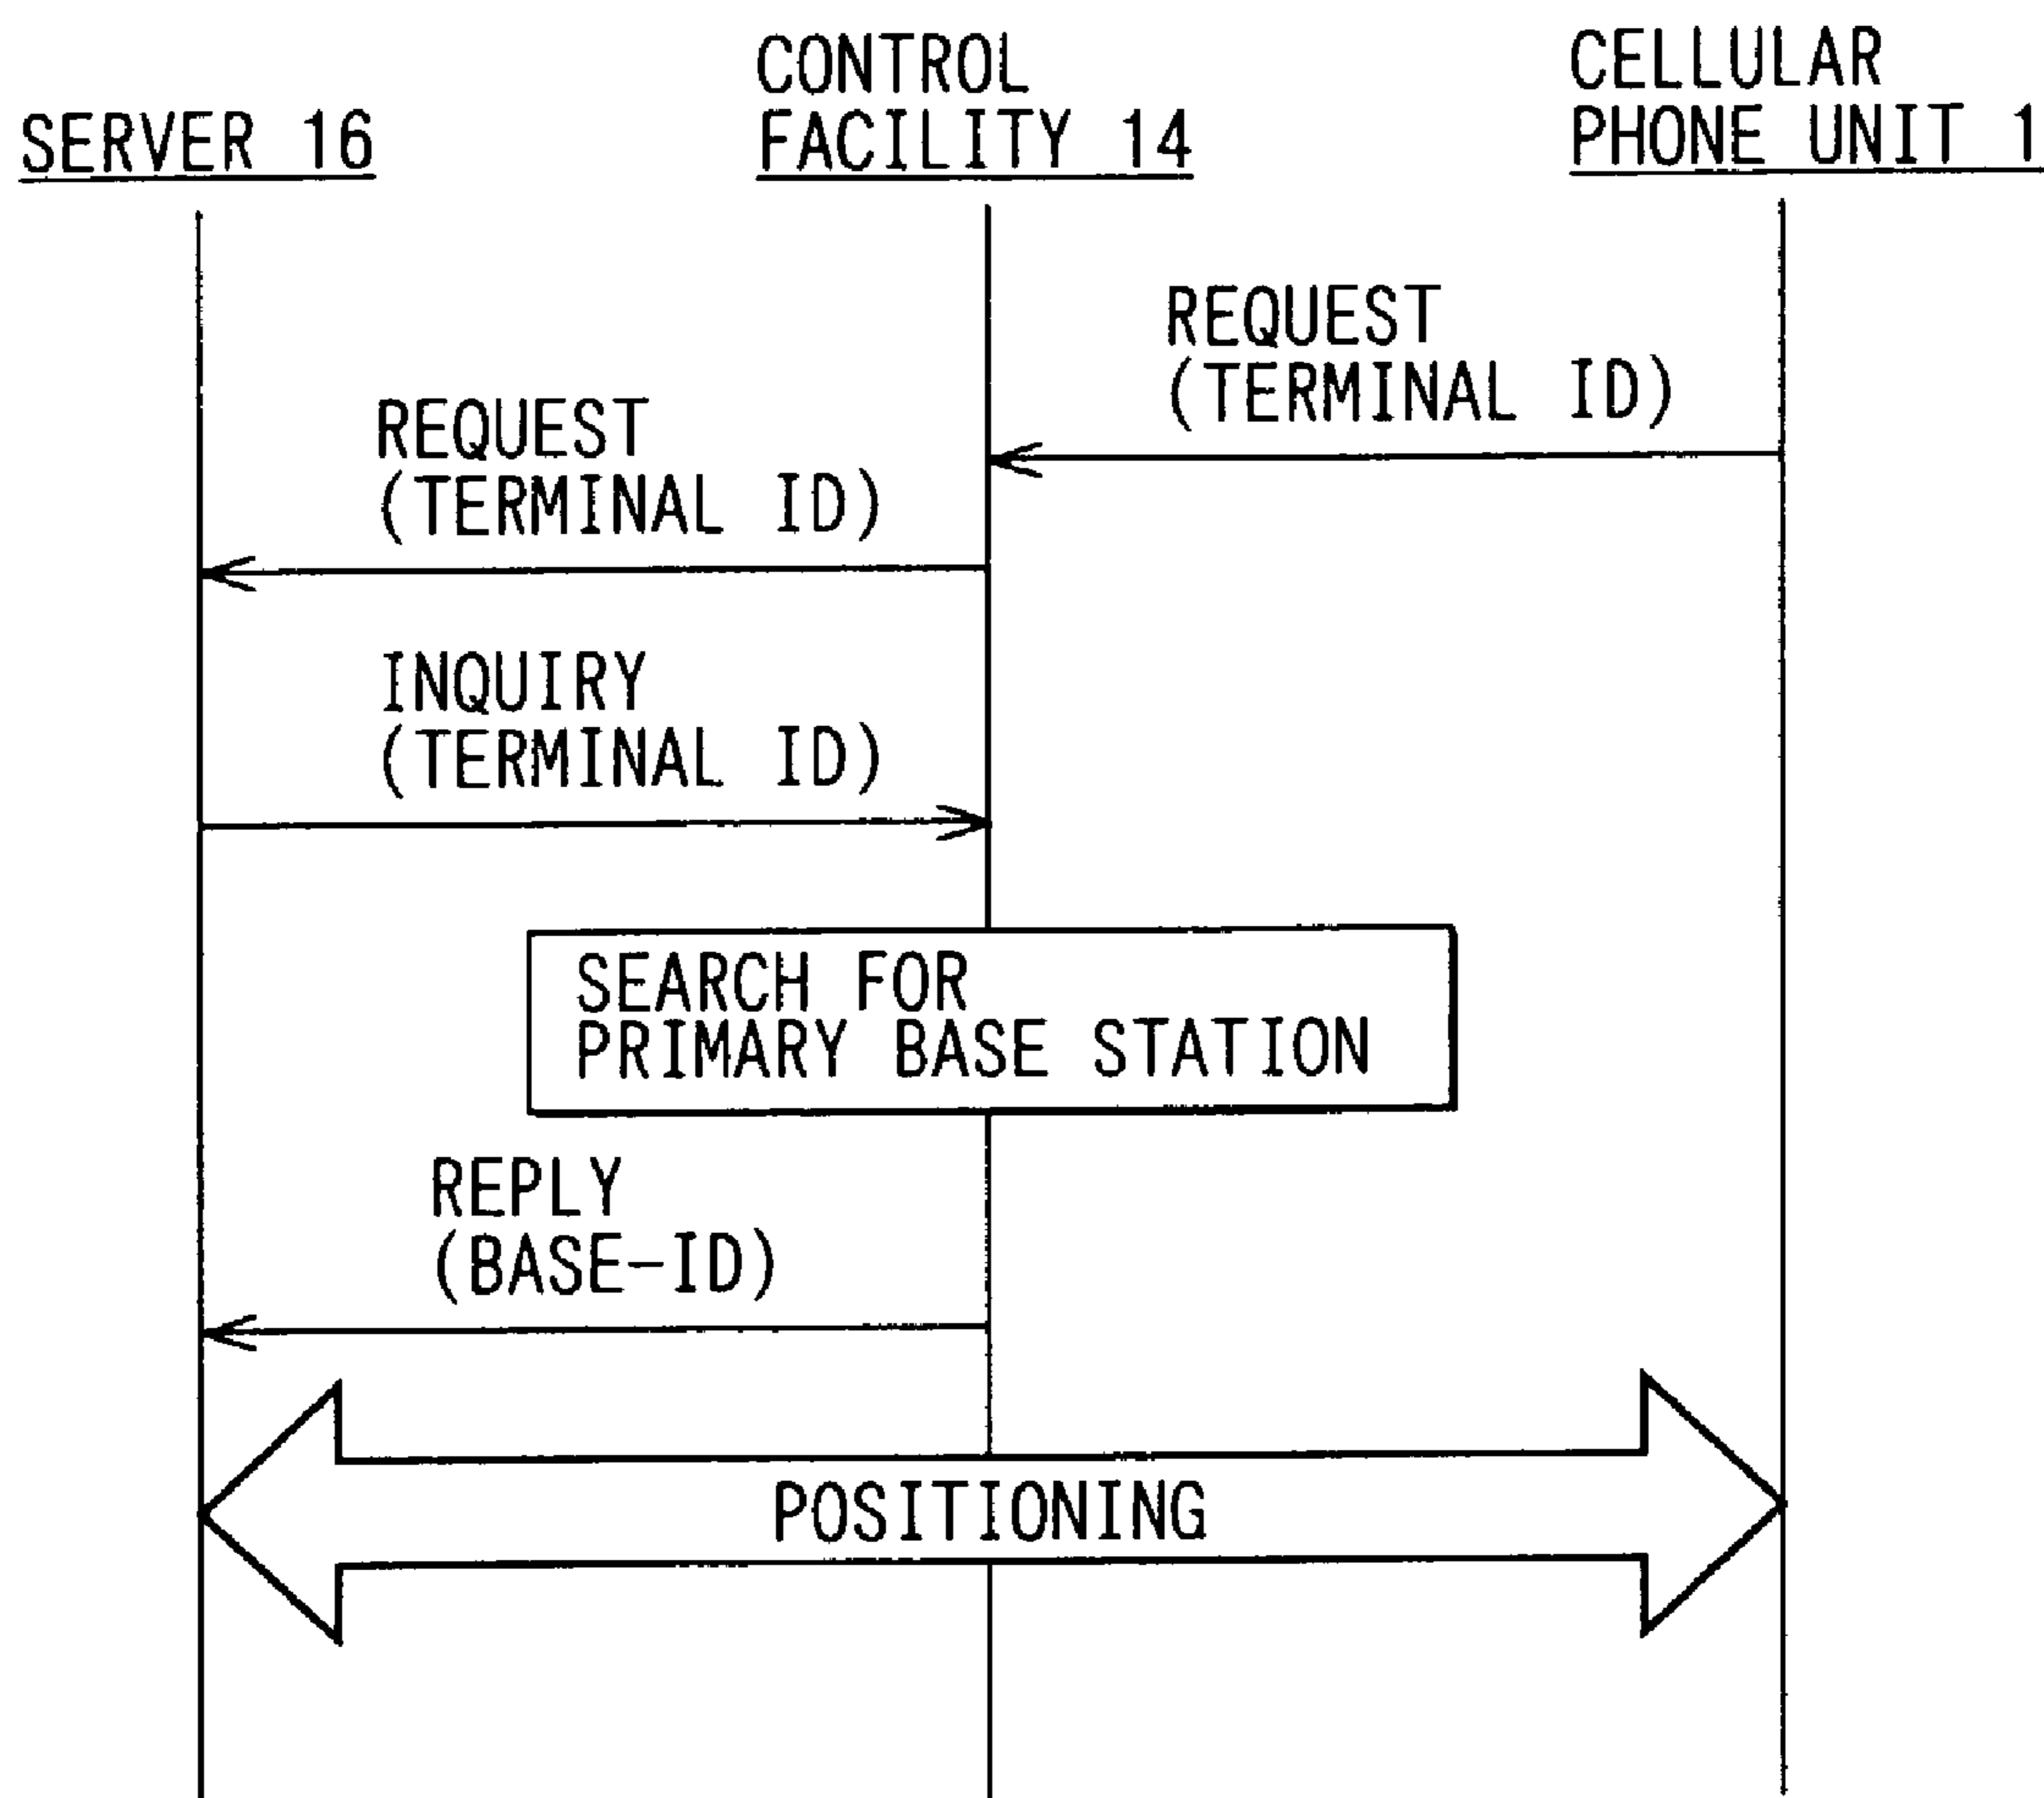 SERVER 16
CONTROL
FACILITY 14
CELLULAR
PHONE UNIT 1
REQUEST
(TERMINAL ID)
REQUEST
(TERMINAL ID)
INQUIRY
(TERMINAL ID)
SEARCH FOR
PRIMARY BASE STATION
REPLY
(BASE-ID)
POSITIONING